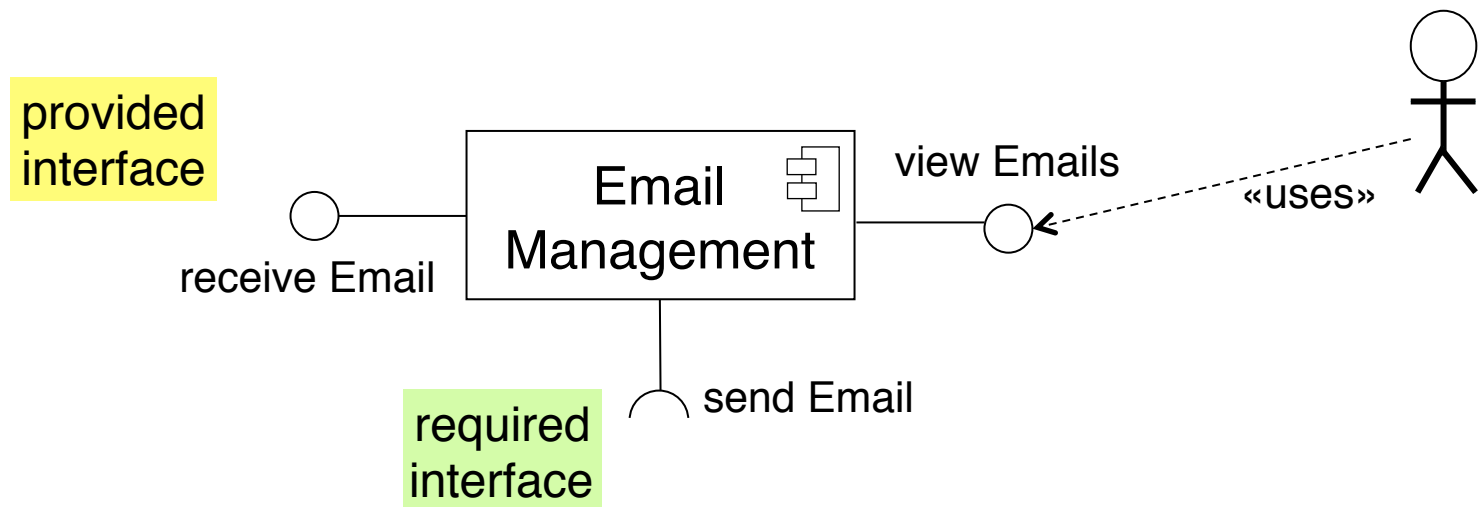 provided
interface
receive Email
Email
Management
view Emails
«uses»
send Email
required
interface